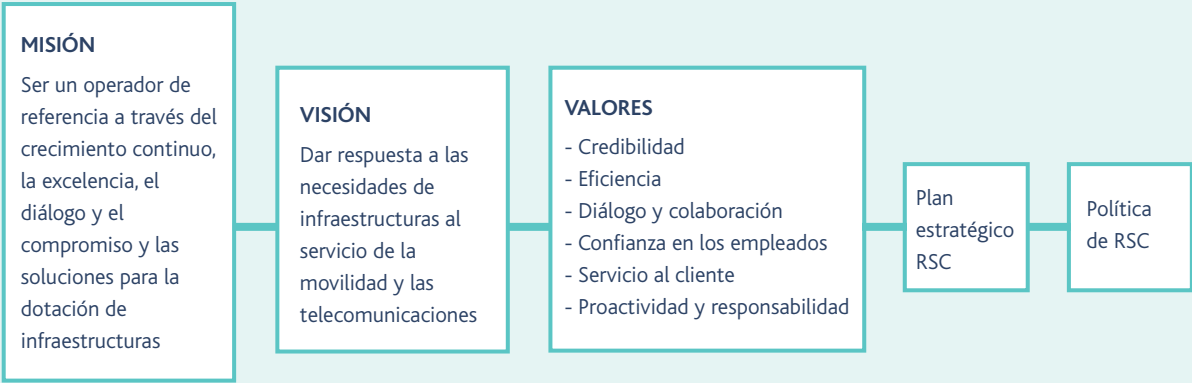 MISIÓN
Ser un operador de
referencia a través del
crecimiento continuo,
la excelencia, el
diálogo y el
compromiso y las
soluciones para la
dotación de
infraestructuras
VISIÓN
Dar respuesta a las
necesidades de
infraestructuras al
servicio de la
movilidad y las
telecomunicaciones
VALORES
- Credibilidad
- Eficiencia
- Diálogo y colaboración
- Confianza en los empleados
- Servicio al cliente
- Proactividad y responsabilidad
Plan
estratégico
RSC
Política
de RSC